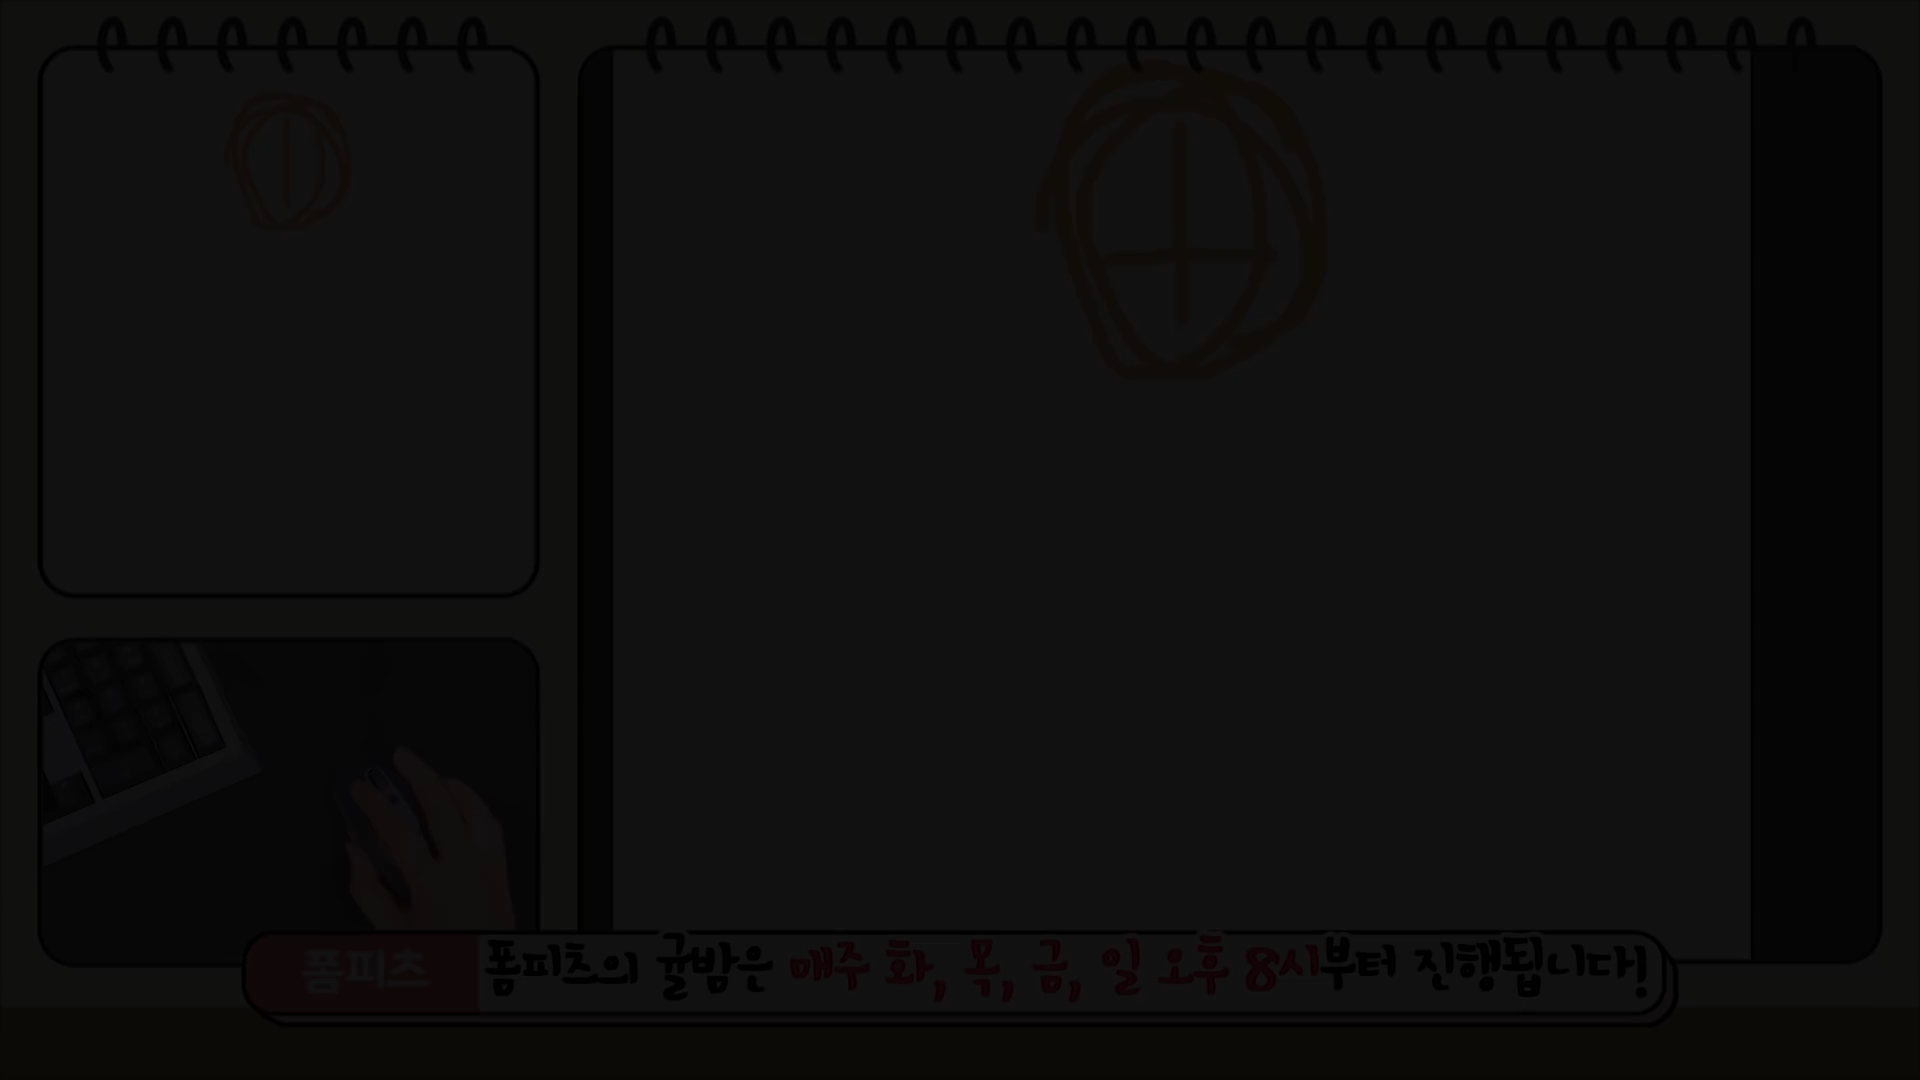 폼피츠 폼피츠의 귤밤은 매주 화, 목, 금, 일 오후 8시부터 진행됩니다!